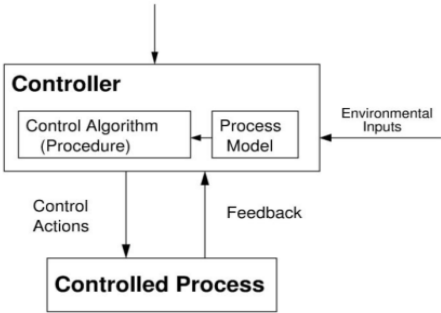 Controller
Control Algorithm
(Procedure)
Process
Model
Environmental
Inputs
Control
Actions
Feedback
Controlled Process